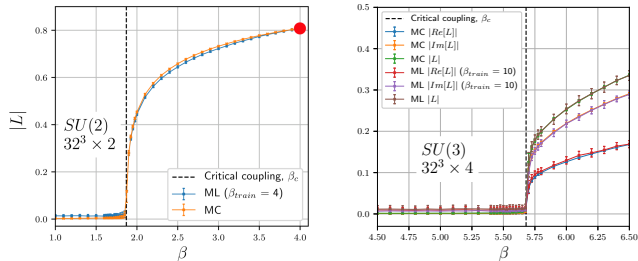 0.8
0.6
0.4
0.2
0.0
|L|
SU(2)
32³ × 2
Critical coupling, β_c
ML (β_train = 4)
MC
1.0 1.5 2.0 2.5 3.0 3.5 4.0
β
0.5
0.4
0.3
0.2
0.1
0.0
Critical coupling, β_c
MC |Re[L]|
MC |Im[L]|
MC |L|
ML |Re[L]| (β_train = 10)
ML |Im[L]| (β_train = 10)
ML |L|
SU(3)
32³ × 4
4.50 4.75 5.00 5.25 5.50 5.75 6.00 6.25 6.50
β